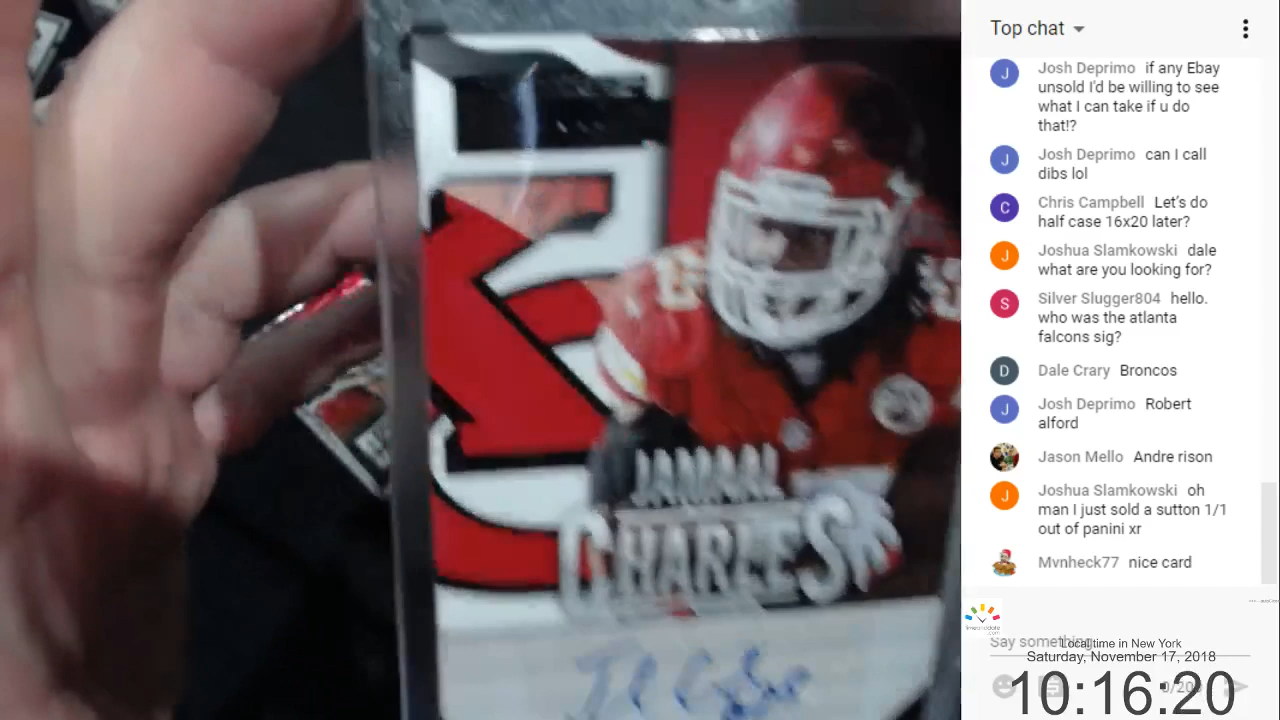 JAMAAL
CHARLES
Top chat
Josh Deprimo if any Ebay
unsold I'd be willing to see
what I can take if u do
that!?
Josh Deprimo can I call
dibs lol
Chris Campbell Let's do
half case 16x20 later?
Joshua Slamkowski dale
what are you looking for?
Silver Slugger804 hello.
who was the atlanta
falcons sig?
Dale Crary Broncos
Josh Deprimo Robert
alford
Jason Mello Andre rison
Joshua Slamkowski oh
man I just sold a sutton 1/1
out of panini xr
Mvnheck77 nice card
Say something
Local time in New York
Saturday, November 17, 2018
10:16:20